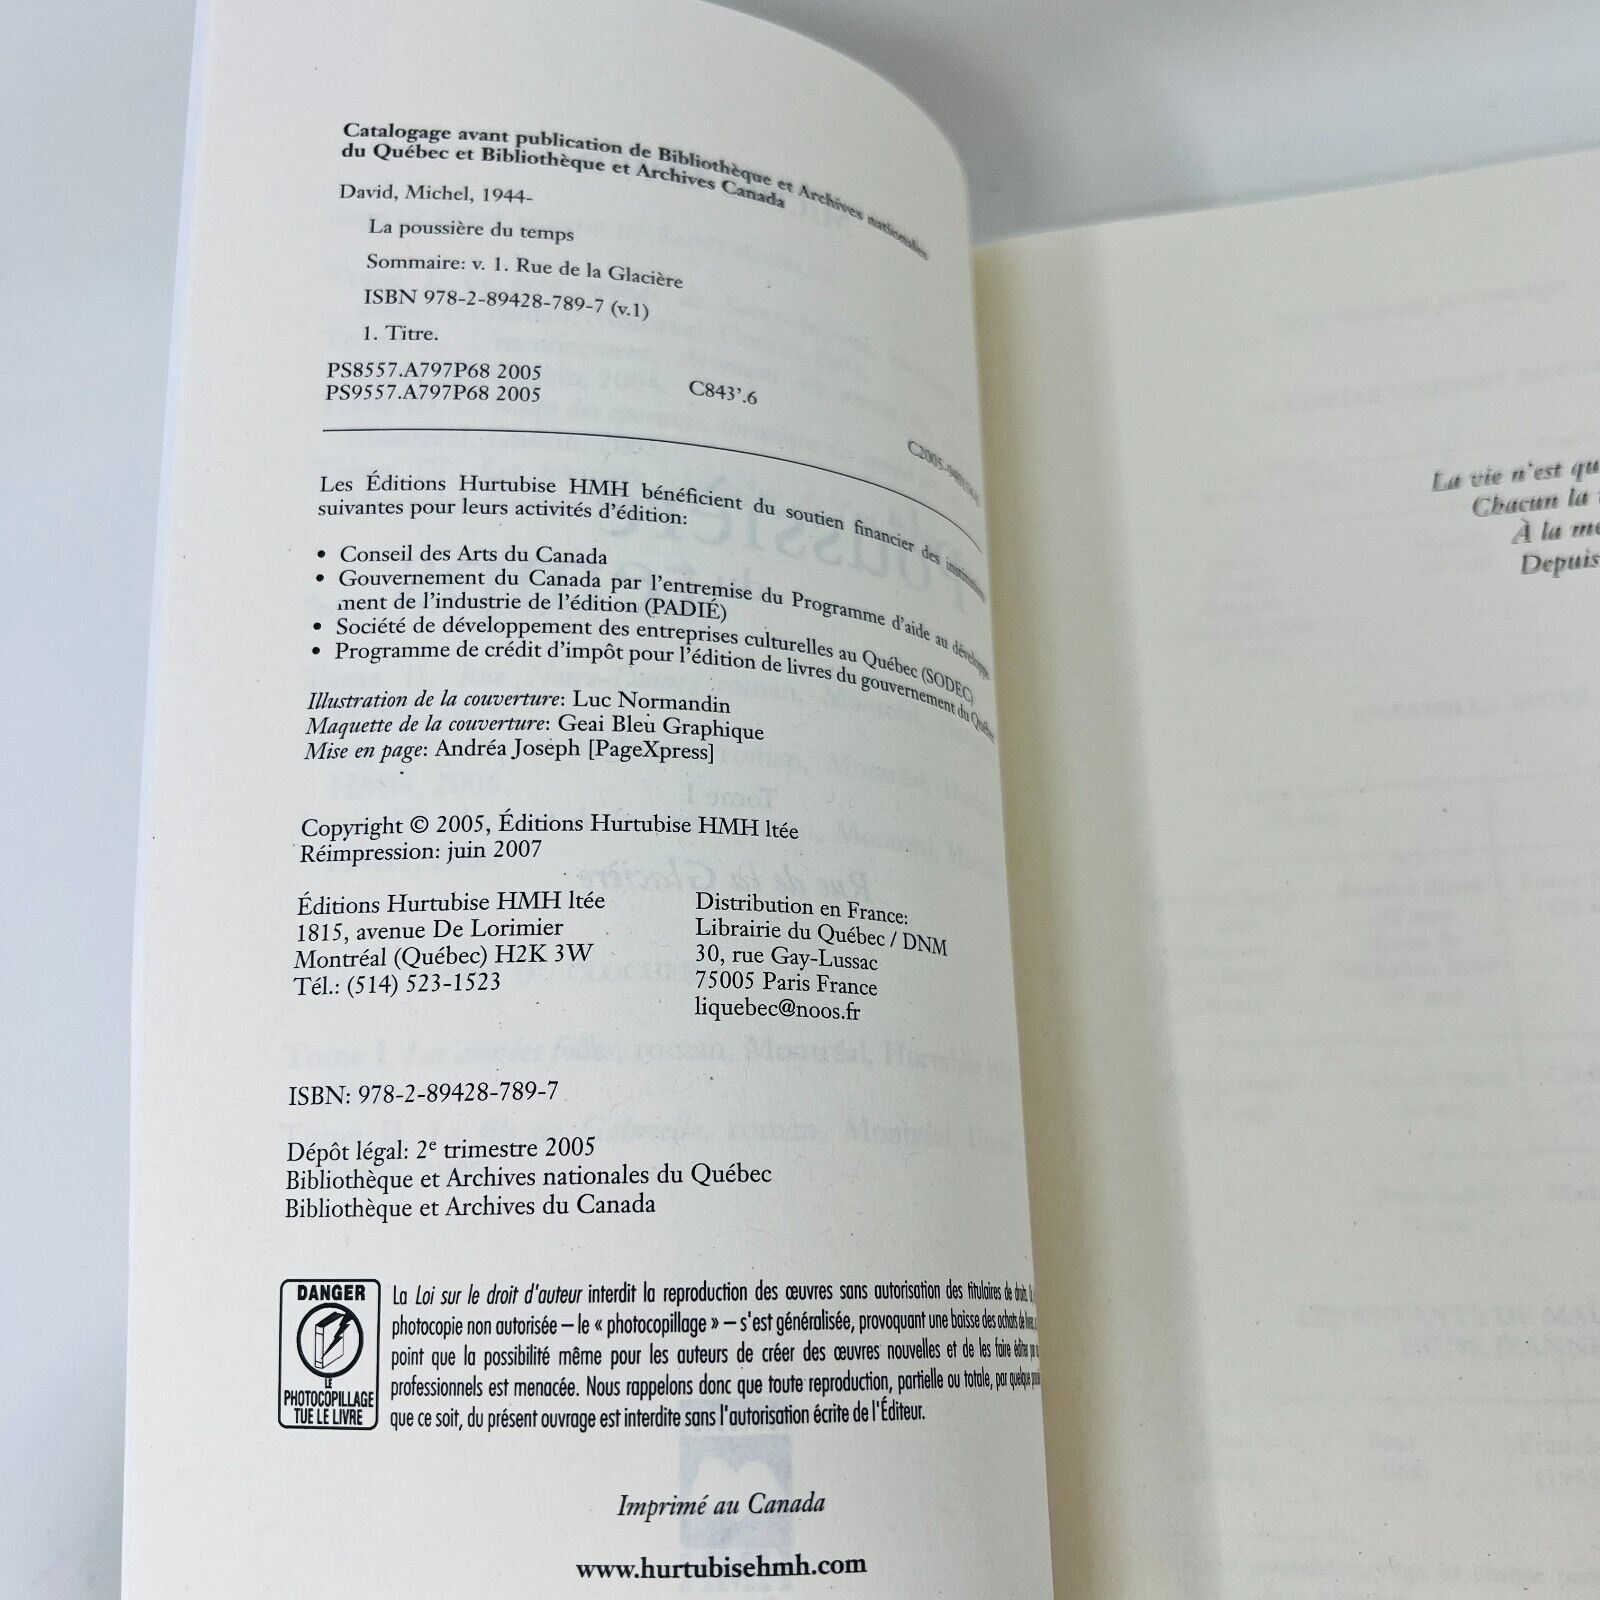 Catalogage avant publication de Bibliothèque et Archives nationales
du Québec et Bibliothèque et Archives Canada
David, Michel, 1944-
La poussière du temps
Sommaire: v. 1. Rue de la Glacière
ISBN 978-2-89428-789-7 (v.1)
1. Titre.
PS8557.A797P68 2005
PS9557.A797P68 2005
C843'.6
Les Éditions Hurtubise HMH bénéficient du soutien financier des institutions
suivantes pour leurs activités d'édition:
• Conseil des Arts du Canada
• Gouvernement du Canada par l'entremise du Programme d'aide au développe-
ment de l'industrie de l'édition (PADIÉ)
• Société de développement des entreprises culturelles au Québec (SODEC)
• Programme de crédit d'impôt pour l'édition de livres du gouvernement du Québec
Illustration de la couverture: Luc Normandin
Maquette de la couverture: Geai Bleu Graphique
Mise en page: Andréa Joseph [PageXpress]
Copyright © 2005, Éditions Hurtubise HMH ltée
Réimpression: juin 2007
Éditions Hurtubise HMH ltée
1815, avenue De Lorimier
Montréal (Québec) H2K 3W
Tél.: (514) 523-1523
Distribution en France:
Librairie du Québec / DNM
30, rue Gay-Lussac
75005 Paris France
liquebec@noos.fr
ISBN: 978-2-89428-789-7
Dépôt légal: 2e trimestre 2005
Bibliothèque et Archives nationales du Québec
Bibliothèque et Archives du Canada
DANGER
LE
PHOTOCOPILLAGE
TUE LE LIVRE
La Loi sur le droit d'auteur interdit la reproduction des œuvres sans autorisation des titulaires de droits.
photocopie non autorisée – le « photocopillage » – s'est généralisée, provoquant une baisse des achats de livres,
point que la possibilité même pour les auteurs de créer des œuvres nouvelles et de les faire éditer
professionnels est menacée. Nous rappelons donc que toute reproduction, partielle ou totale, par quelque
que ce soit, du présent ouvrage est interdite sans l'autorisation écrite de l'Éditeur.
Imprimé au Canada
www.hurtubisehmh.com
La vie n'est qu
Chacun la
À la
Depuis